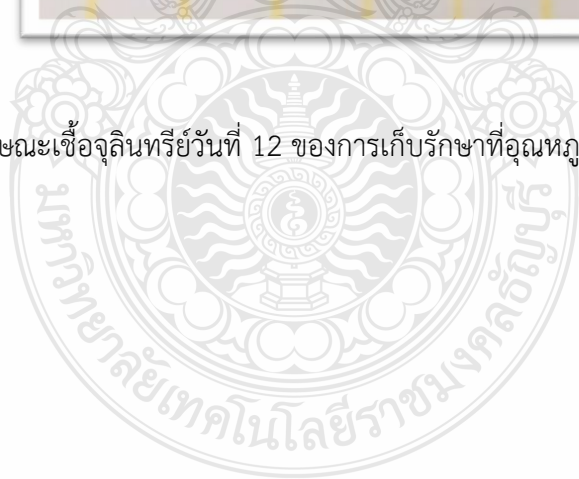 ษณะเชื้อจุลินทรีย์วันที่ 12 ของการเก็บรักษาที่อุณหภู
มหาวิทยาลัยเทคโนโลยีราชมงคลธัญบุรี